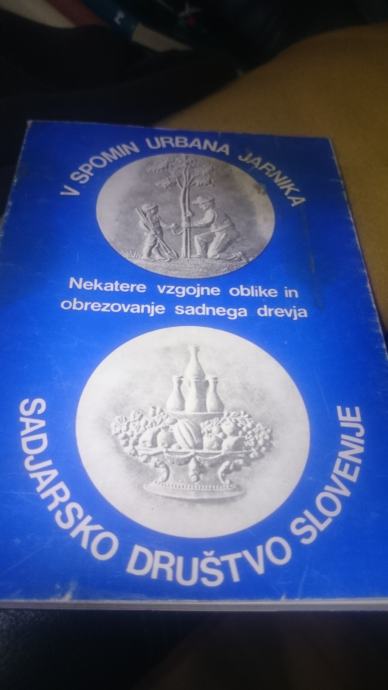 V SPOMIN URBANA JARNIKA
Nekatere vzgojne oblike in
obrezovanje sadnega drevja
SADJARSKO DRUŠTVO SLOVENIJE